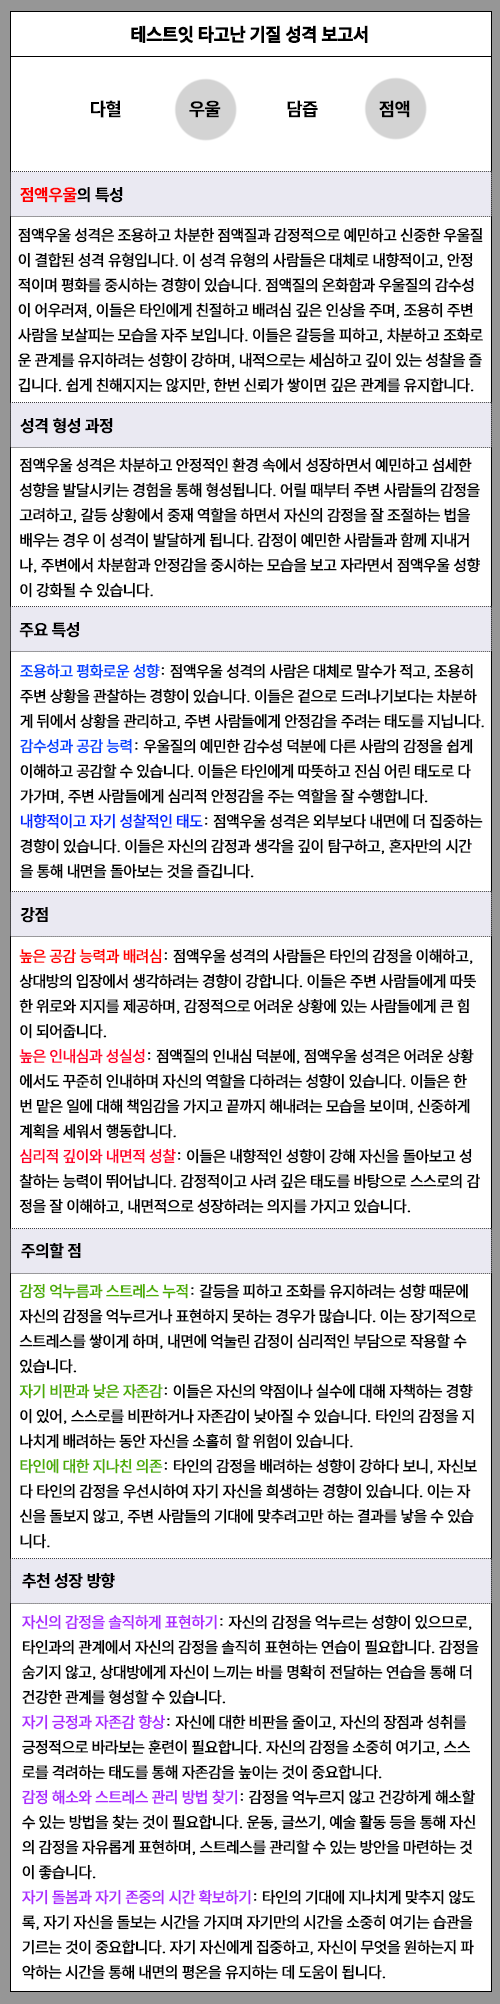 테스트잇 타고난 기질 성격 보고서
다혈 우울 담즙 점액
점액우울의 특성
점액우울 성격은 조용하고 차분한 점액질과 감정적으로 예민하고 신중한 우울질
이 결합된 성격 유형입니다. 이 성격 유형의 사람들은 대체로 내향적이고, 안정
적이며 평화를 중시하는 경향이 있습니다. 점액질의 온화함과 우울질의 감수성
이 어우러져, 이들은 타인에게 친절하고 배려심 깊은 인상을 주며, 조용히 주변
사람을 보살피는 모습을 자주 보입니다. 이들은 갈등을 피하고, 차분하고 조화로
운 관계를 유지하려는 성향이 강하며, 내적으로는 세심하고 깊이 있는 성찰을 즐
깁니다. 쉽게 친해지지는 않지만, 한번 신뢰가 쌓이면 깊은 관계를 유지합니다.
성격 형성 과정
점액우울 성격은 차분하고 안정적인 환경 속에서 성장하면서 예민하고 섬세한
성향을 발달시키는 경험을 통해 형성됩니다. 어릴 때부터 주변 사람들의 감정을
고려하고, 갈등 상황에서 중재 역할을 하면서 자신의 감정을 잘 조절하는 법을
배우는 경우 이 성격이 발달하게 됩니다. 감정이 예민한 사람들과 함께 지내거
나, 주변에서 차분함과 안정감을 중시하는 모습을 보고 자라면서 점액우울 성향
이 강화될 수 있습니다.
주요 특성
조용하고 평화로운 성향: 점액우울 성격의 사람은 대체로 말수가 적고, 조용히
주변 상황을 관찰하는 경향이 있습니다. 이들은 겉으로 드러나기보다는 차분하
게 뒤에서 상황을 관리하고, 주변 사람들에게 안정감을 주려는 태도를 지닙니다.
감수성과 공감 능력: 우울질의 예민한 감수성 덕분에 다른 사람의 감정을 쉽게
이해하고 공감할 수 있습니다. 이들은 타인에게 따뜻하고 진심 어린 태도로 다
가가며, 주변 사람들에게 심리적 안정감을 주는 역할을 잘 수행합니다.
내향적이고 자기 성찰적인 태도: 점액우울 성격은 외부보다 내면에 더 집중하는
경향이 있습니다. 이들은 자신의 감정과 생각을 깊이 탐구하고, 혼자만의 시간
을 통해 내면을 돌아보는 것을 즐깁니다.
강점
높은 공감 능력과 배려심: 점액우울 성격의 사람들은 타인의 감정을 이해하고,
상대방의 입장에서 생각하려는 경향이 강합니다. 이들은 주변 사람들에게 따뜻
한 위로와 지지를 제공하며, 감정적으로 어려운 상황에 있는 사람들에게 큰 힘
이 되어줍니다.
높은 인내심과 성실성: 점액질의 인내심 덕분에, 점액우울 성격은 어려운 상황
에서도 꾸준히 인내하며 자신의 역할을 다하려는 성향이 있습니다. 이들은 한
번 맡은 일에 대해 책임감을 가지고 끝까지 해내려는 모습을 보이며, 신중하게
계획을 세워서 행동합니다.
심리적 깊이와 내면적 성찰: 이들은 내향적인 성향이 강해 자신을 돌아보고 성
찰하는 능력이 뛰어납니다. 감정적이고 사려 깊은 태도를 바탕으로 스스로의 감
정을 잘 이해하고, 내면적으로 성장하려는 의지를 가지고 있습니다.
주의할 점
감정 억누름과 스트레스 누적: 갈등을 피하고 조화를 유지하려는 성향 때문에
자신의 감정을 억누르거나 표현하지 못하는 경우가 많습니다. 이는 장기적으로
스트레스를 쌓이게 하며, 내면에 억눌린 감정이 심리적인 부담으로 작용할 수
있습니다.
자기 비판과 낮은 자존감: 이들은 자신의 약점이나 실수에 대해 자책하는 경향
이 있어, 스스로를 비판하거나 자존감이 낮아질 수 있습니다. 타인의 감정을 지
나치게 배려하는 동안 자신을 소홀히 할 위험이 있습니다.
타인에 대한 지나친 의존: 타인의 감정을 배려하는 성향이 강하다 보니, 자신보
다 타인의 감정을 우선시하여 자기 자신을 희생하는 경향이 있습니다. 이는 자
신을 돌보지 않고, 주변 사람들의 기대에 맞추려고만 하는 결과를 낳을 수 있습
니다.
추천 성장 방향
자신의 감정을 솔직하게 표현하기: 자신의 감정을 억누르는 성향이 있으므로,
타인과의 관계에서 자신의 감정을 솔직히 표현하는 연습이 필요합니다. 감정을
숨기지 않고, 상대방에게 자신이 느끼는 바를 명확히 전달하는 연습을 통해 더
건강한 관계를 형성할 수 있습니다.
자기 긍정과 자존감 향상: 자신에 대한 비판을 줄이고, 자신의 장점과 성취를
긍정적으로 바라보는 훈련이 필요합니다. 자신의 감정을 소중히 여기고, 스스
로를 격려하는 태도를 통해 자존감을 높이는 것이 중요합니다.
감정 해소와 스트레스 관리 방법 찾기: 감정을 억누르지 않고 건강하게 해소할
수 있는 방법을 찾는 것이 필요합니다. 운동, 글쓰기, 예술 활동 등을 통해 자신
의 감정을 자유롭게 표현하며, 스트레스를 관리할 수 있는 방안을 마련하는 것
이 좋습니다.
자기 돌봄과 자기 존중의 시간 확보하기: 타인의 기대에 지나치게 맞추지 않도
록, 자기 자신을 돌보는 시간을 가지며 자기만의 시간을 소중히 여기는 습관을
기르는 것이 중요합니다. 자기 자신에게 집중하고, 자신이 무엇을 원하는지 파
악하는 시간을 통해 내면의 평온을 유지하는 데 도움이 됩니다.